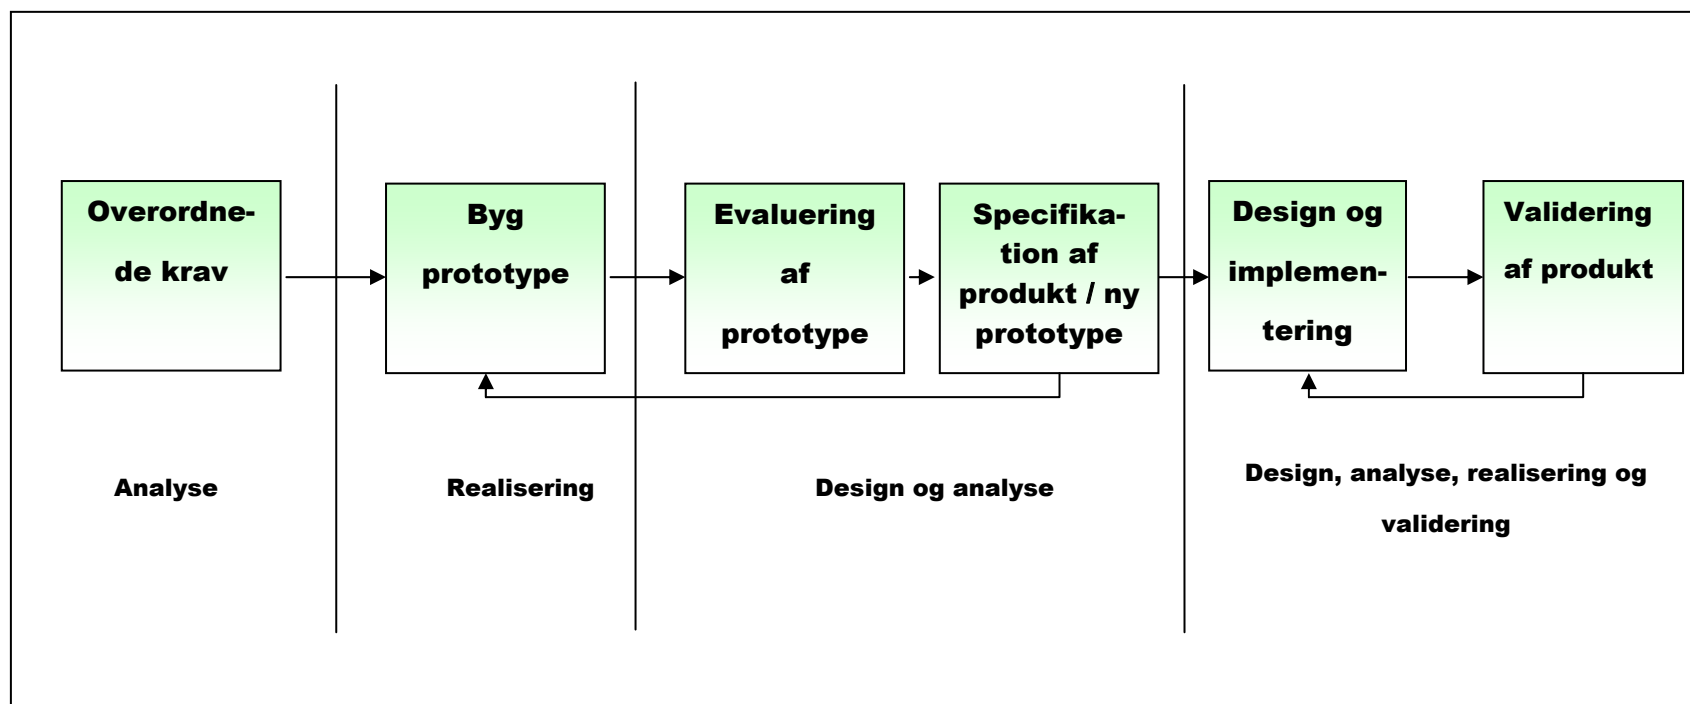 Overordne-
de krav
Byg
prototype
Evaluering
af
prototype
Specifika-
tion af
produkt / ny
prototype
Design og
implemen-
tering
Validering
af produkt
Analyse
Realisering
Design og analyse
Design, analyse, realisering og
validering